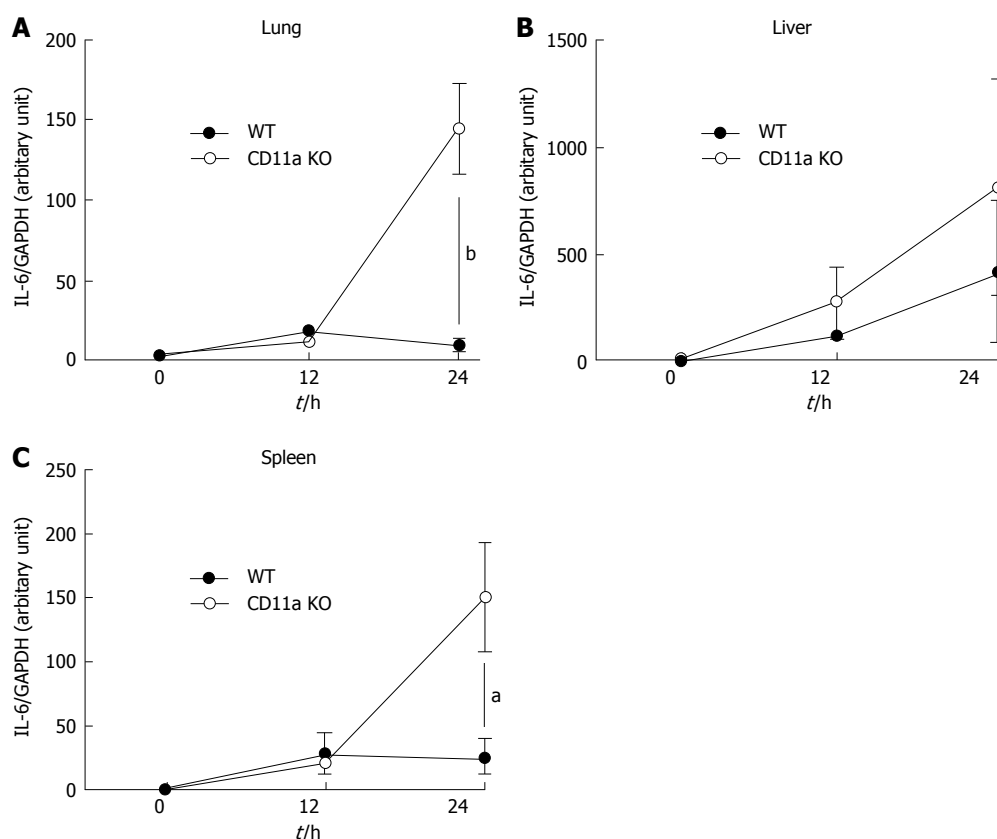 A
Lung
200
150
100
50
0
IL-6/GAPDH (arbitary unit)
WT
CD11a KO
b
0 12 24
t/h
B
Liver
1500
1000
500
0
IL-6/GAPDH (arbitary unit)
WT
CD11a KO
0 12 24
t/h
C
Spleen
250
200
150
100
50
0
IL-6/GAPDH (arbitary unit)
WT
CD11a KO
a
0 12 24
t/h